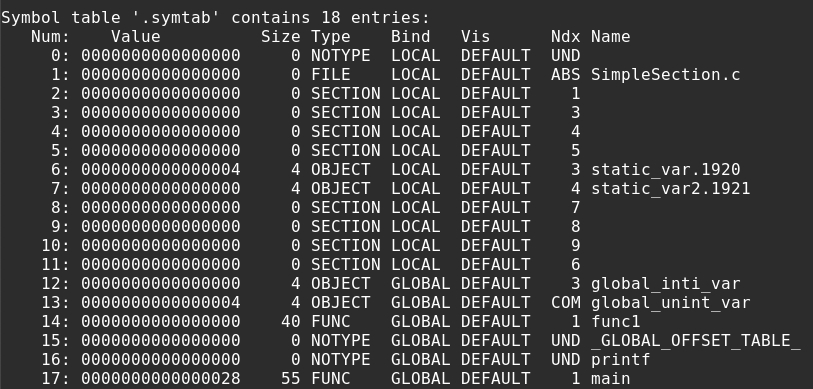 Symbol table '.symtab' contains 18 entries:
   Num:    Value          Size Type    Bind   Vis      Ndx Name
     0: 0000000000000000     0 NOTYPE  LOCAL  DEFAULT  UND
     1: 0000000000000000     0 FILE    LOCAL  DEFAULT  ABS SimpleSection.c
     2: 0000000000000000     0 SECTION LOCAL  DEFAULT    1
     3: 0000000000000000     0 SECTION LOCAL  DEFAULT    3
     4: 0000000000000000     0 SECTION LOCAL  DEFAULT    4
     5: 0000000000000000     0 SECTION LOCAL  DEFAULT    5
     6: 0000000000000004     4 OBJECT  LOCAL  DEFAULT    3 static_var.1920
     7: 0000000000000000     4 OBJECT  LOCAL  DEFAULT    4 static_var2.1921
     8: 0000000000000000     0 SECTION LOCAL  DEFAULT    7
     9: 0000000000000000     0 SECTION LOCAL  DEFAULT    8
    10: 0000000000000000     0 SECTION LOCAL  DEFAULT    9
    11: 0000000000000000     0 SECTION LOCAL  DEFAULT    6
    12: 0000000000000000     4 OBJECT  GLOBAL DEFAULT    3 global_inti_var
    13: 0000000000000004     4 OBJECT  GLOBAL DEFAULT  COM global_unint_var
    14: 0000000000000000    40 FUNC    GLOBAL DEFAULT    1 func1
    15: 0000000000000000     0 NOTYPE  GLOBAL DEFAULT  UND _GLOBAL_OFFSET_TABLE_
    16: 0000000000000000     0 NOTYPE  GLOBAL DEFAULT  UND printf
    17: 0000000000000028    55 FUNC    GLOBAL DEFAULT    1 main